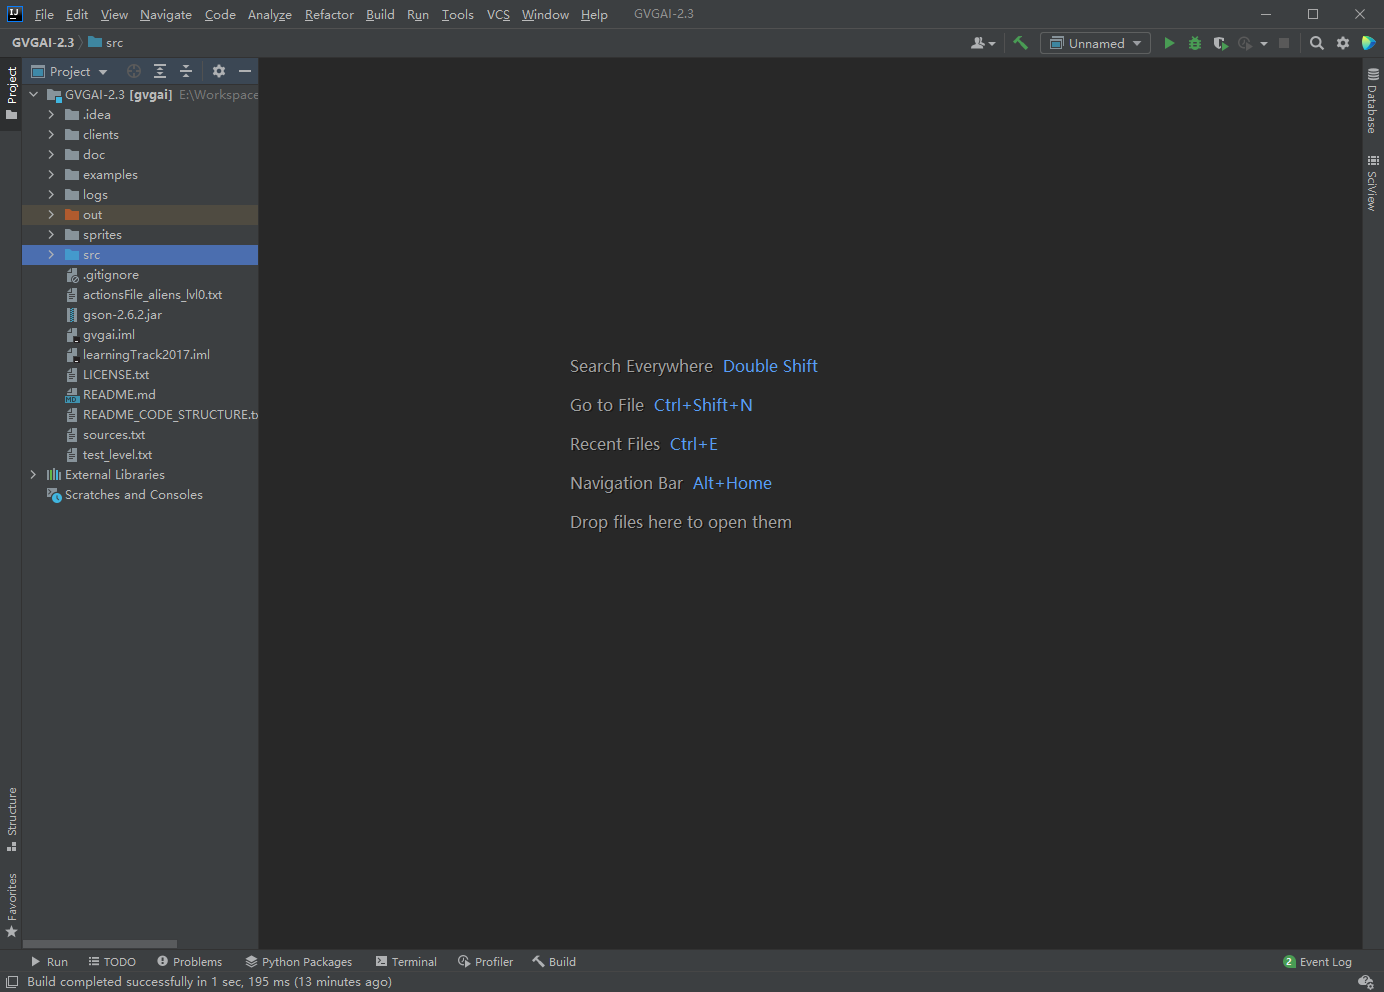 File Edit View Navigate Code Analyze Refactor Build Run Tools VCS Window Help GVGAI-2.3
GVGAI-2.3 src
Unnamed
Project
Project
GVGAI-2.3 [gvgai] E:\Workspace
.idea
clients
doc
examples
logs
out
sprites
src
.gitignore
actionsFile_aliens_lvl0.txt
gson-2.6.2.jar
gvgai.iml
learningTrack2017.iml
LICENSE.txt
README.md
README_CODE_STRUCTURE.tx
sources.txt
test_level.txt
External Libraries
Scratches and Consoles
Search Everywhere Double Shift
Go to File Ctrl+Shift+N
Recent Files Ctrl+E
Navigation Bar Alt+Home
Drop files here to open them
Database
SciView
Structure
Favorites
Run TODO Problems Python Packages Terminal Profiler Build 2 Event Log
Build completed successfully in 1 sec, 195 ms (13 minutes ago)